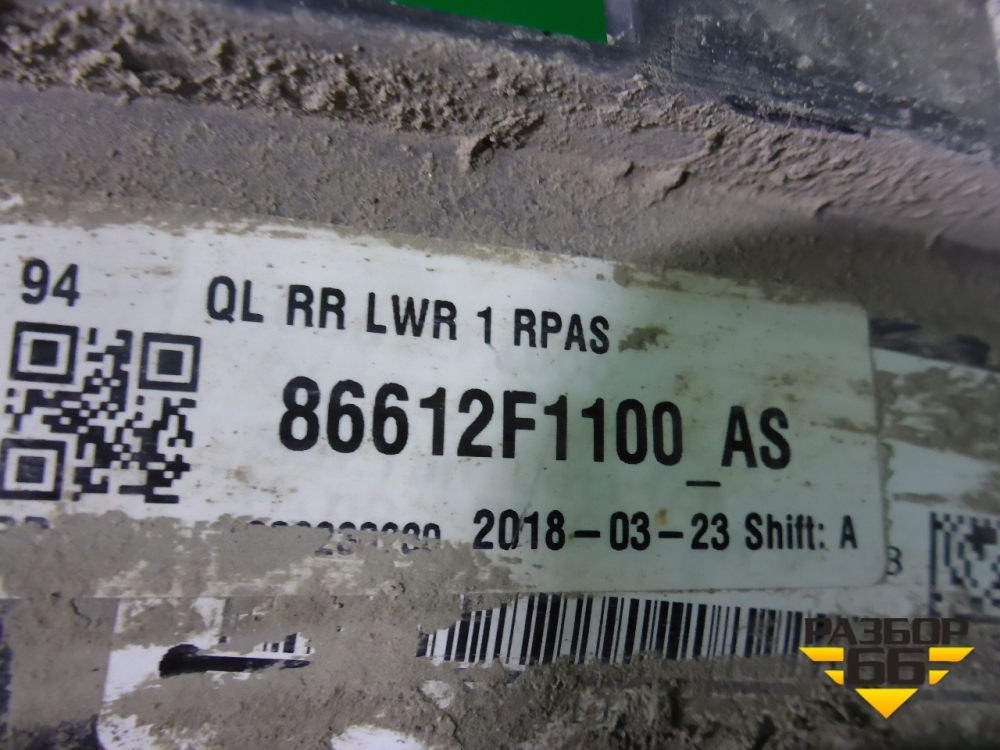 94
QL RR LWR 1 RPAS
86612F1100_AS
2018-03-23 Shift: A
РАЗБОР
66